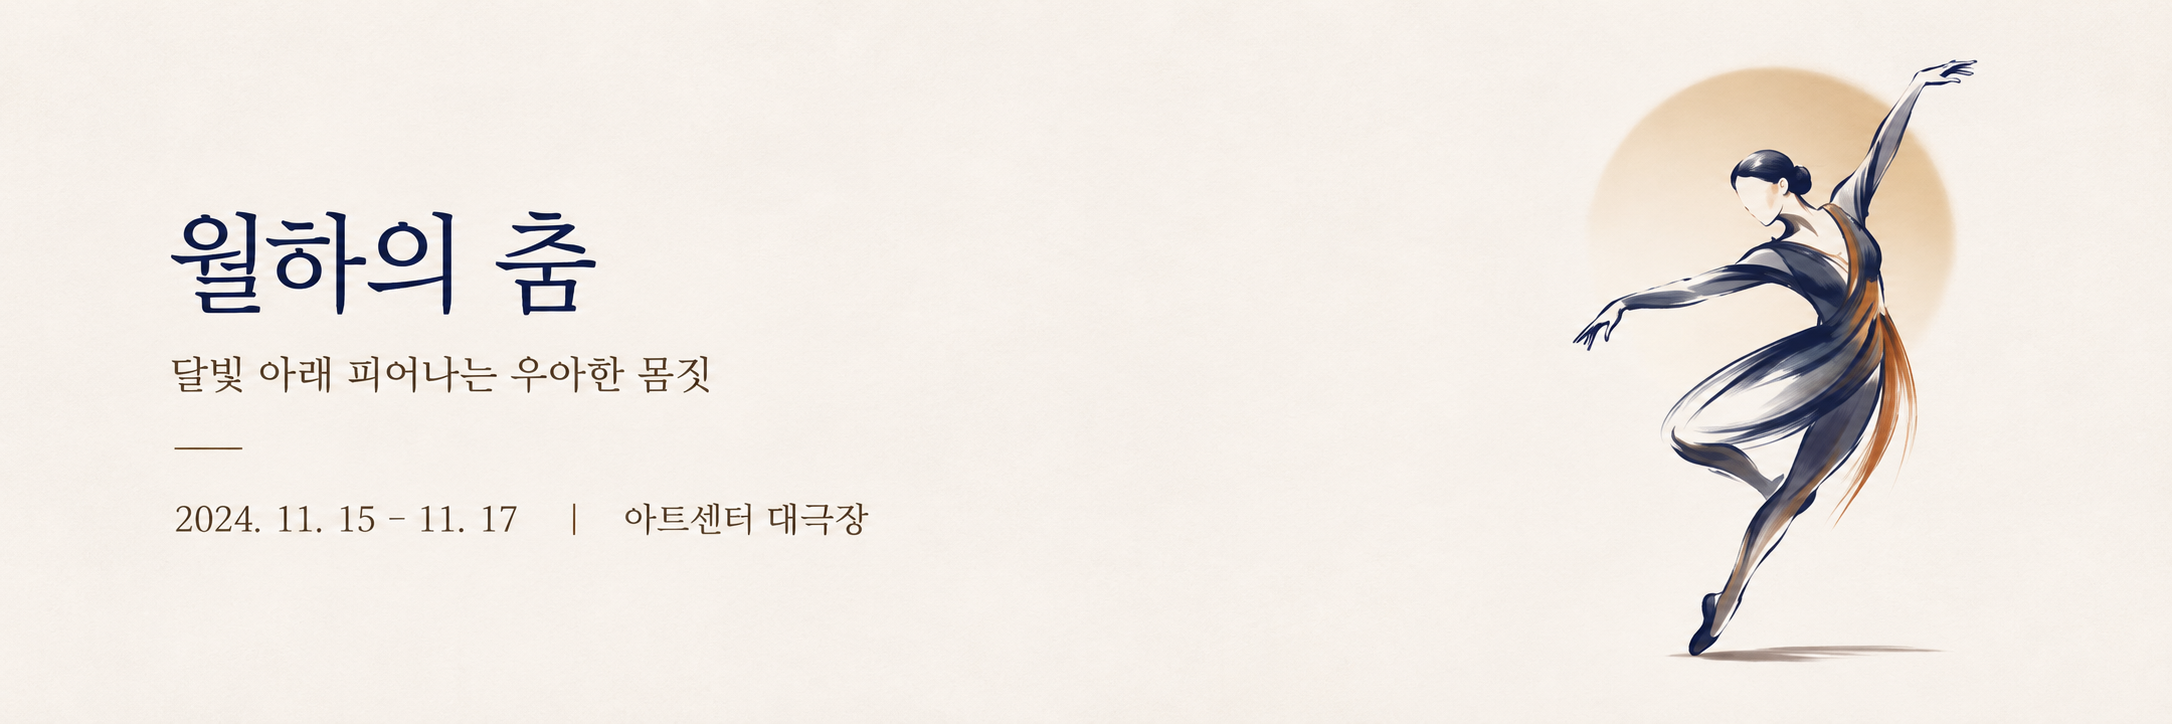 월하의 춤
달빛 아래 피어나는 우아한 몸짓
2024. 11. 15 – 11. 17 | 아트센터 대극장